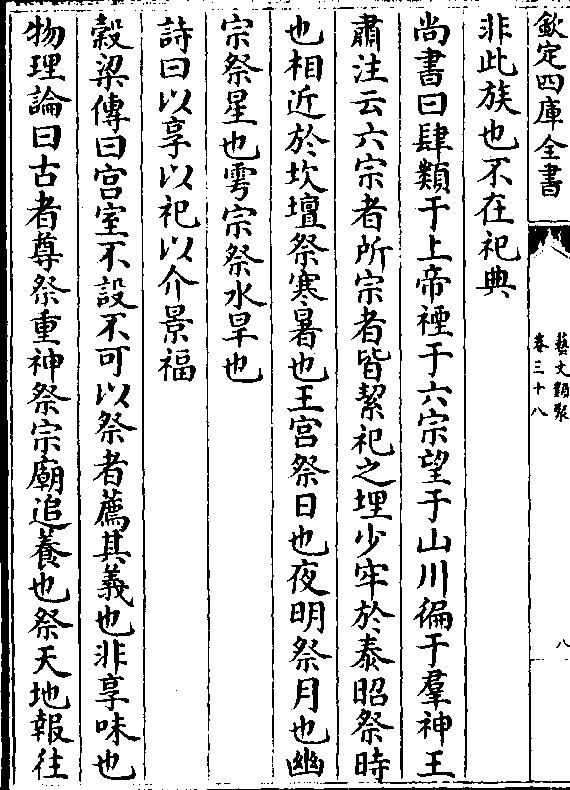 欽定四庫全書
藝文類聚
卷三十八
八
非此族也不在祀典
尚書曰肆類于上帝禋于六宗望于山川徧于羣神王
肅注云六宗者所宗者皆絜祀之埋少牢於泰昭祭時
也相近於坎壇祭寒暑也王宫祭日也夜明祭月也幽
宗祭星也雩宗祭水旱也
詩曰以享以祀以介景福
穀梁傳曰宫室不設不可以祭者薦其義也非享味也
物理論曰古者尊祭重神祭宗廟追養也祭天地報往